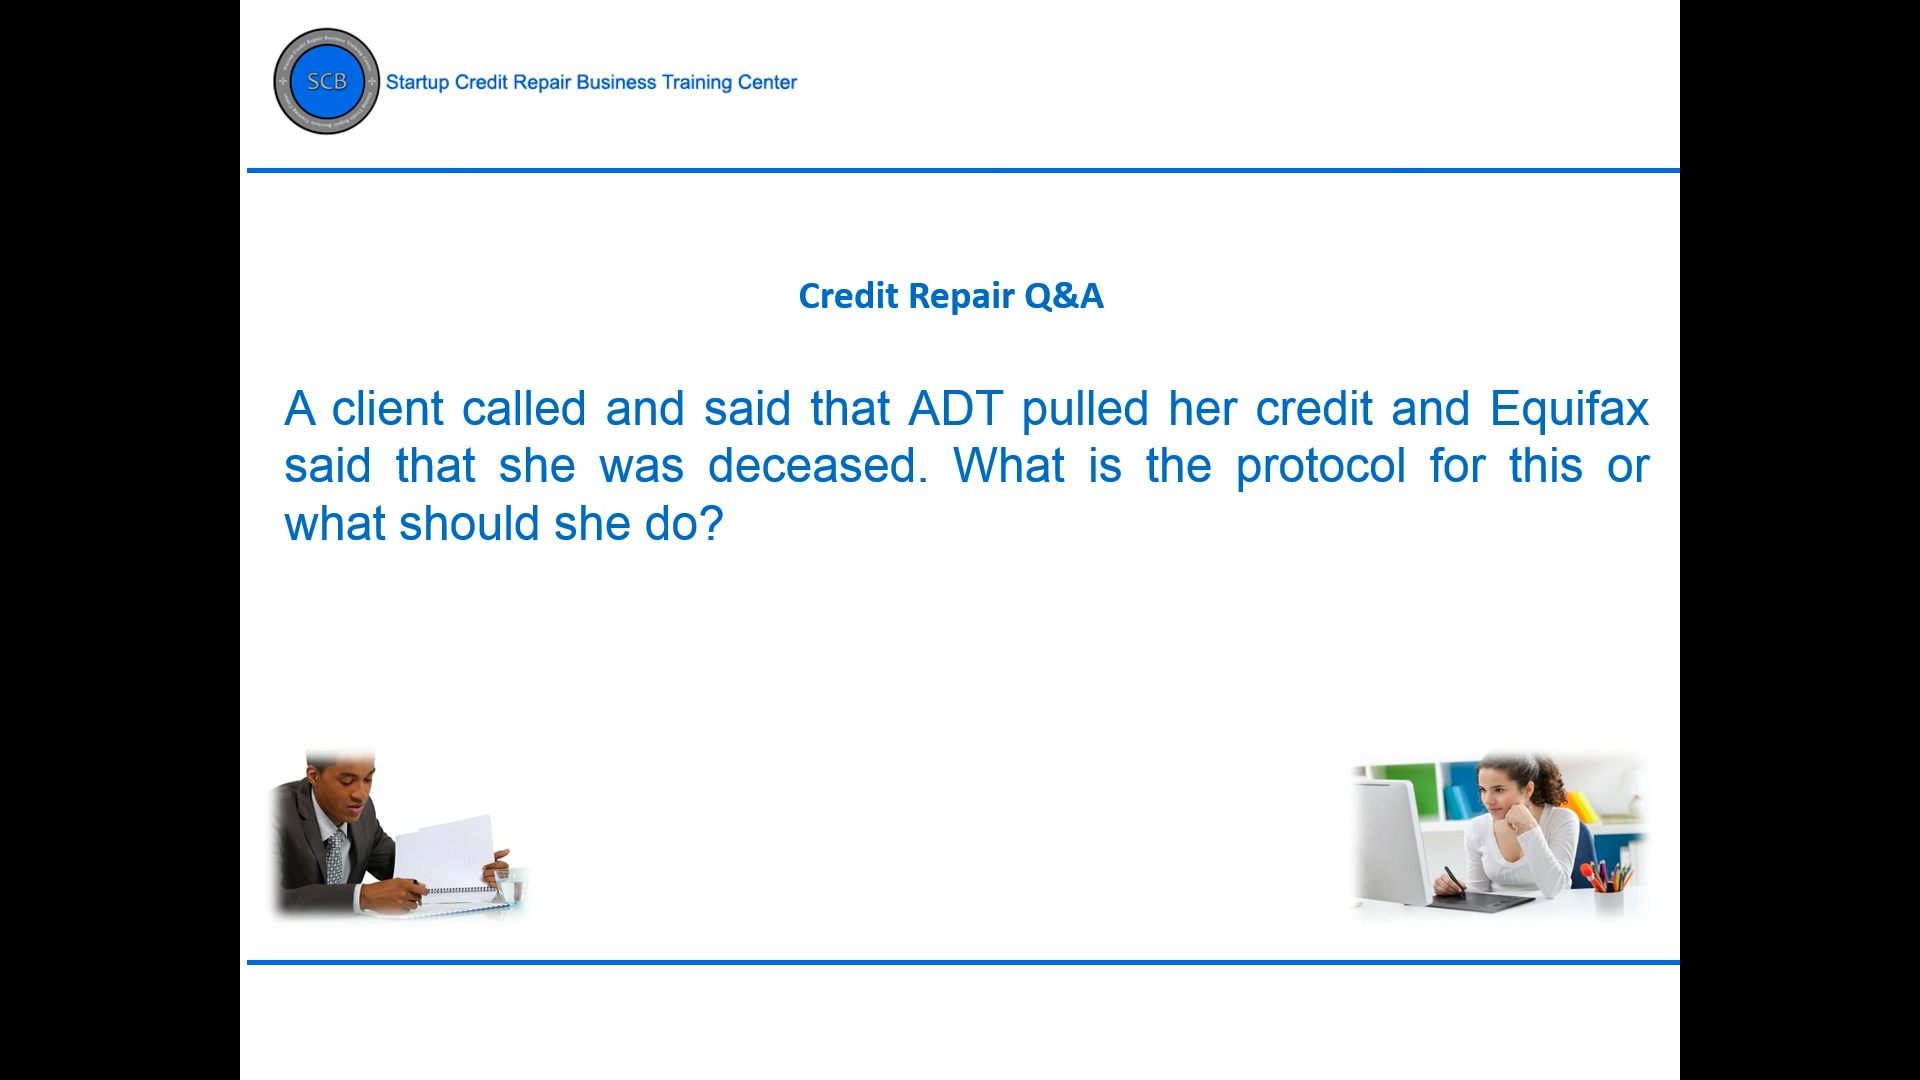 SCB
Startup Credit Repair Business Training Center
Credit Repair Q&A
A client called and said that ADT pulled her credit and Equifax
said that she was deceased. What is the protocol for this or
what should she do?